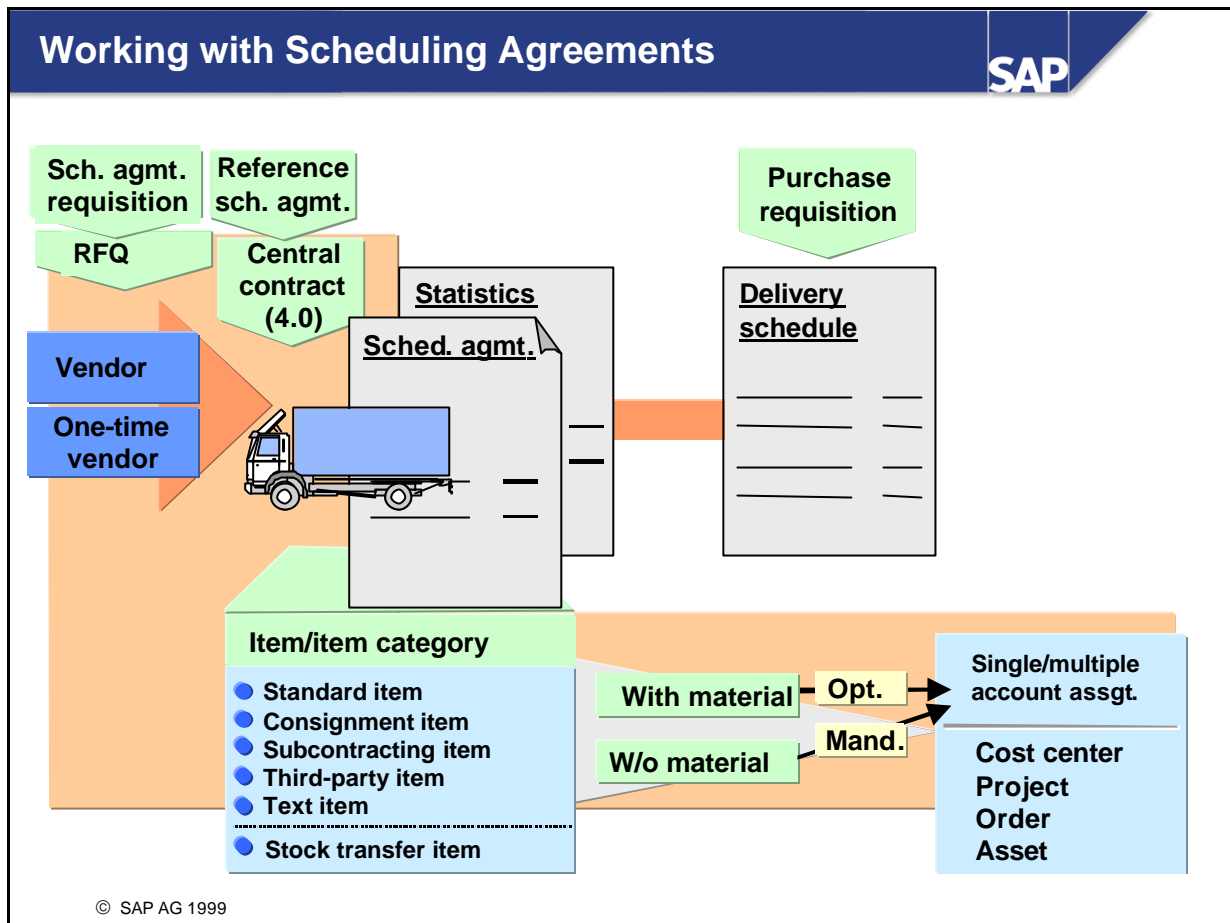 Working with Scheduling Agreements
SAP
Sch. agmt.
requisition
Reference
sch. agmt.
Purchase
requisition
RFQ
Central
contract
(4.0)
Statistics
Delivery
schedule
Sched. agmt.
Vendor
One-time
vendor
Item/item category
Standard item
Consignment item
Subcontracting item
Third-party item
Text item
Stock transfer item
With material
Opt.
W/o material
Mand.
Single/multiple
account assgt.
Cost center
Project
Order
Asset
© SAP AG 1999